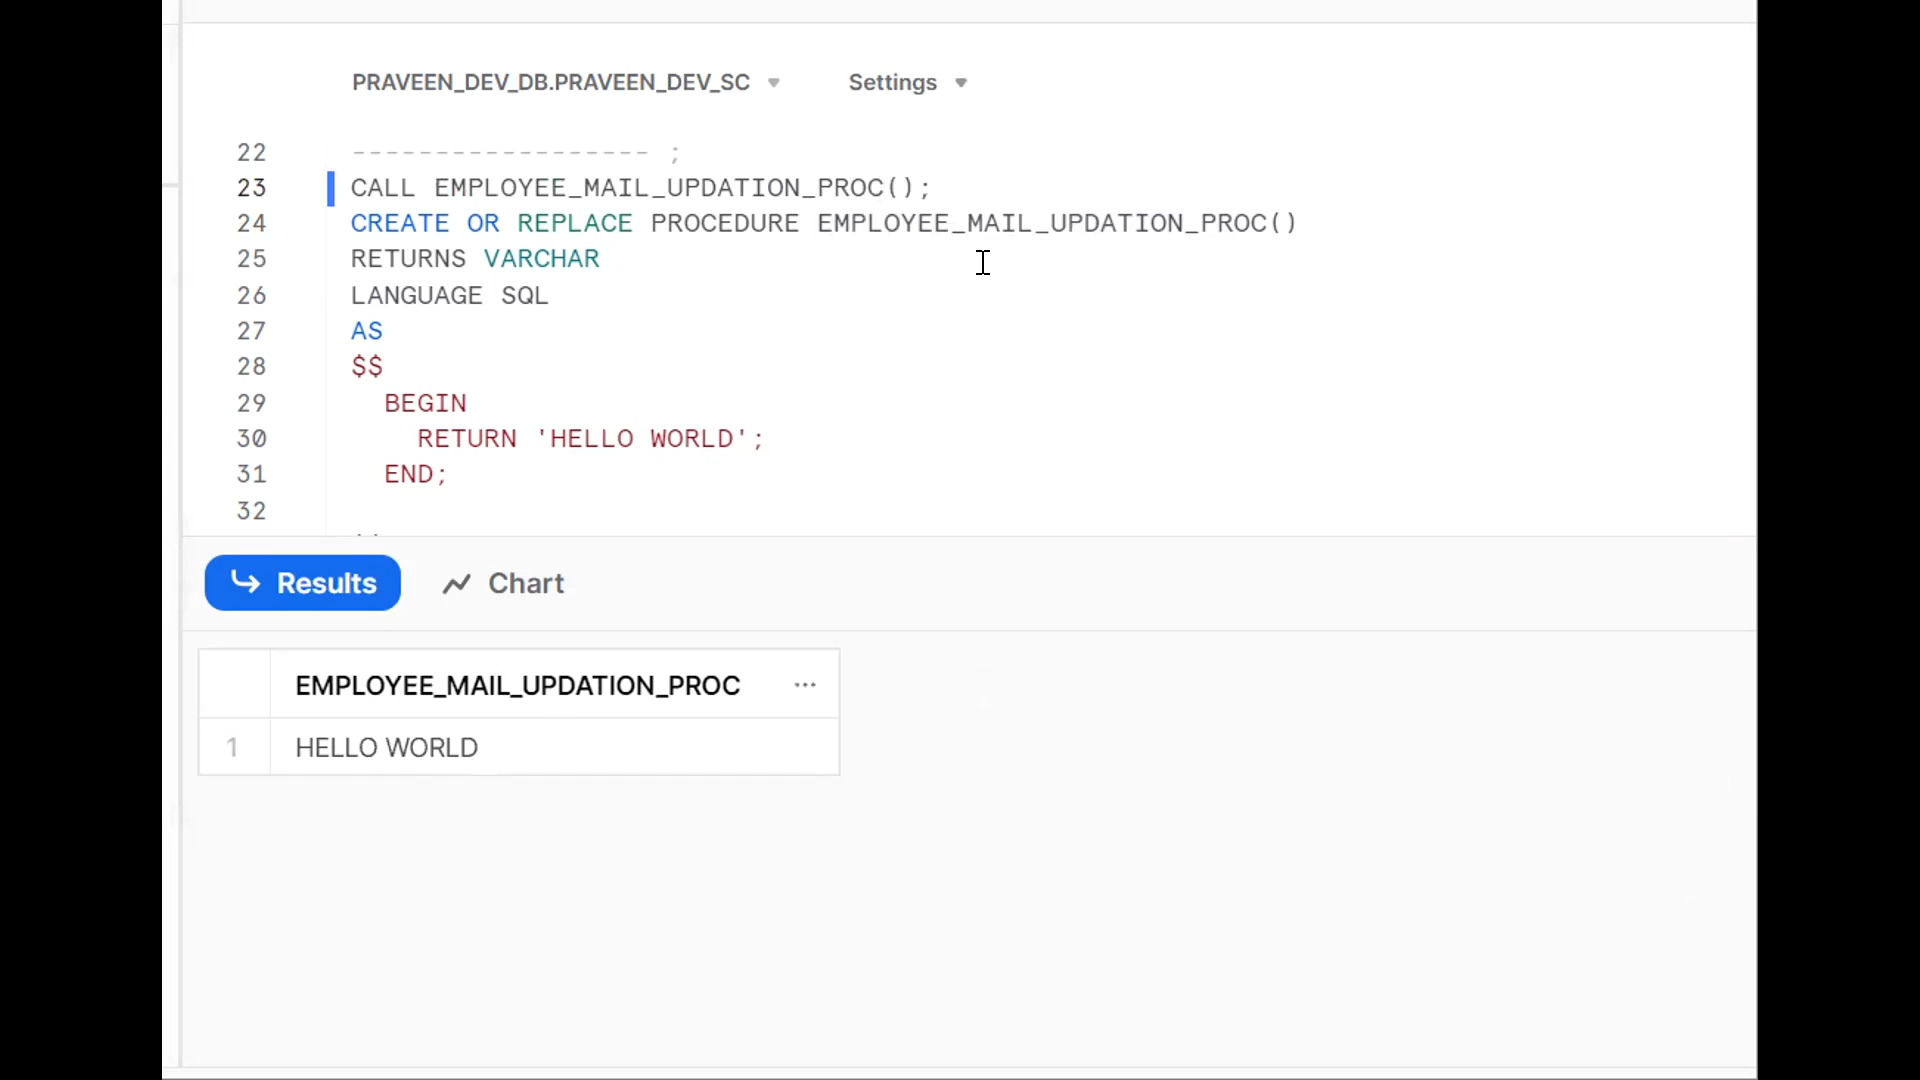 PRAVEEN_DEV_DB.PRAVEEN_DEV_SC Settings
22 ------------------ ;
23 CALL EMPLOYEE_MAIL_UPDATION_PROC();
24 CREATE OR REPLACE PROCEDURE EMPLOYEE_MAIL_UPDATION_PROC()
25 RETURNS VARCHAR
26 LANGUAGE SQL
27 AS
28 $$
29 BEGIN
30 RETURN 'HELLO WORLD';
31 END;
32
Results Chart
EMPLOYEE_MAIL_UPDATION_PROC ...
1 HELLO WORLD